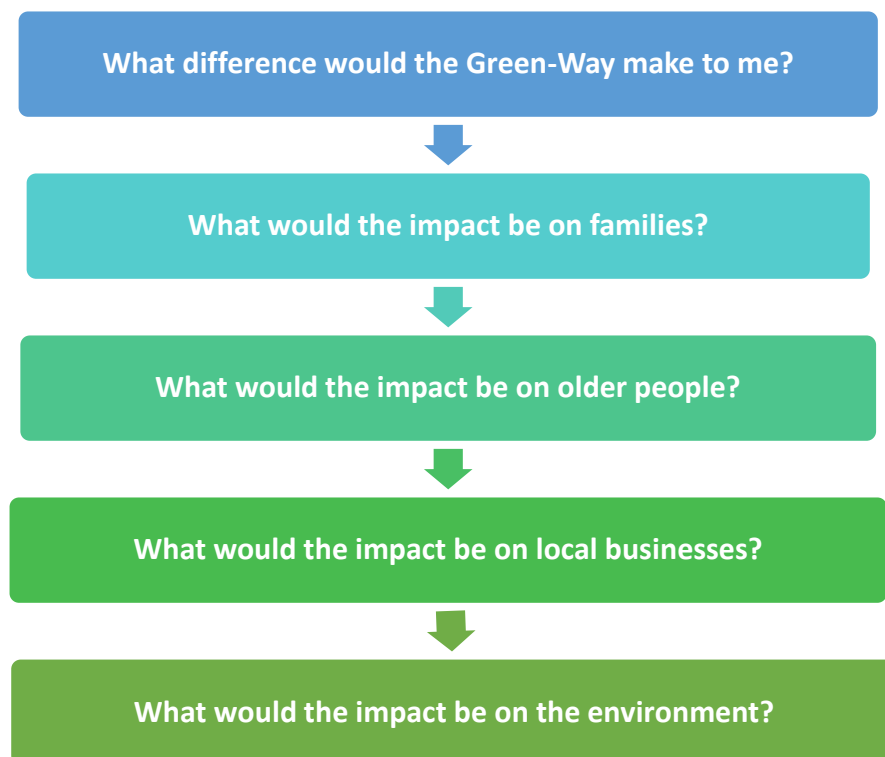 What difference would the Green-Way make to me?
What would the impact be on families?
What would the impact be on older people?
What would the impact be on local businesses?
What would the impact be on the environment?